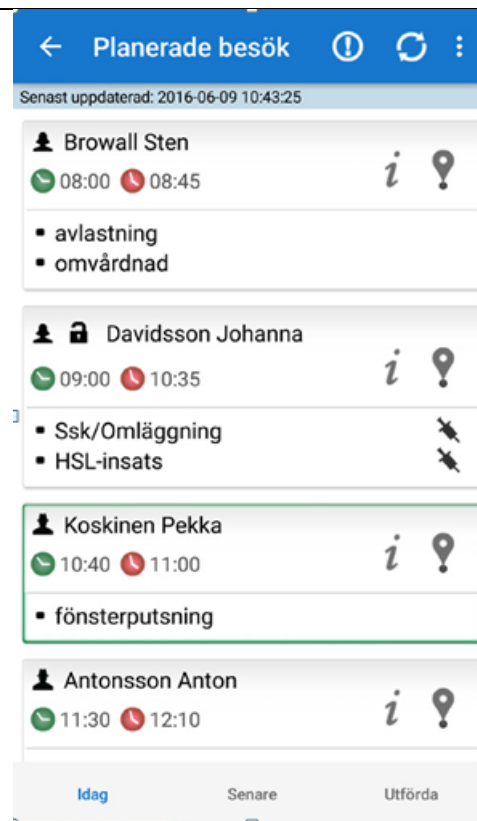 Planerade besök
Senast uppdaterad: 2016-06-09 10:43:25
Browall Sten
08:00 08:45
avlastning
omvårdnad
Davidsson Johanna
09:00 10:35
Ssk/Omläggning
HSL-insats
Koskinen Pekka
10:40 11:00
fönsterputsning
Antonsson Anton
11:30 12:10
Idag Senare Utförda